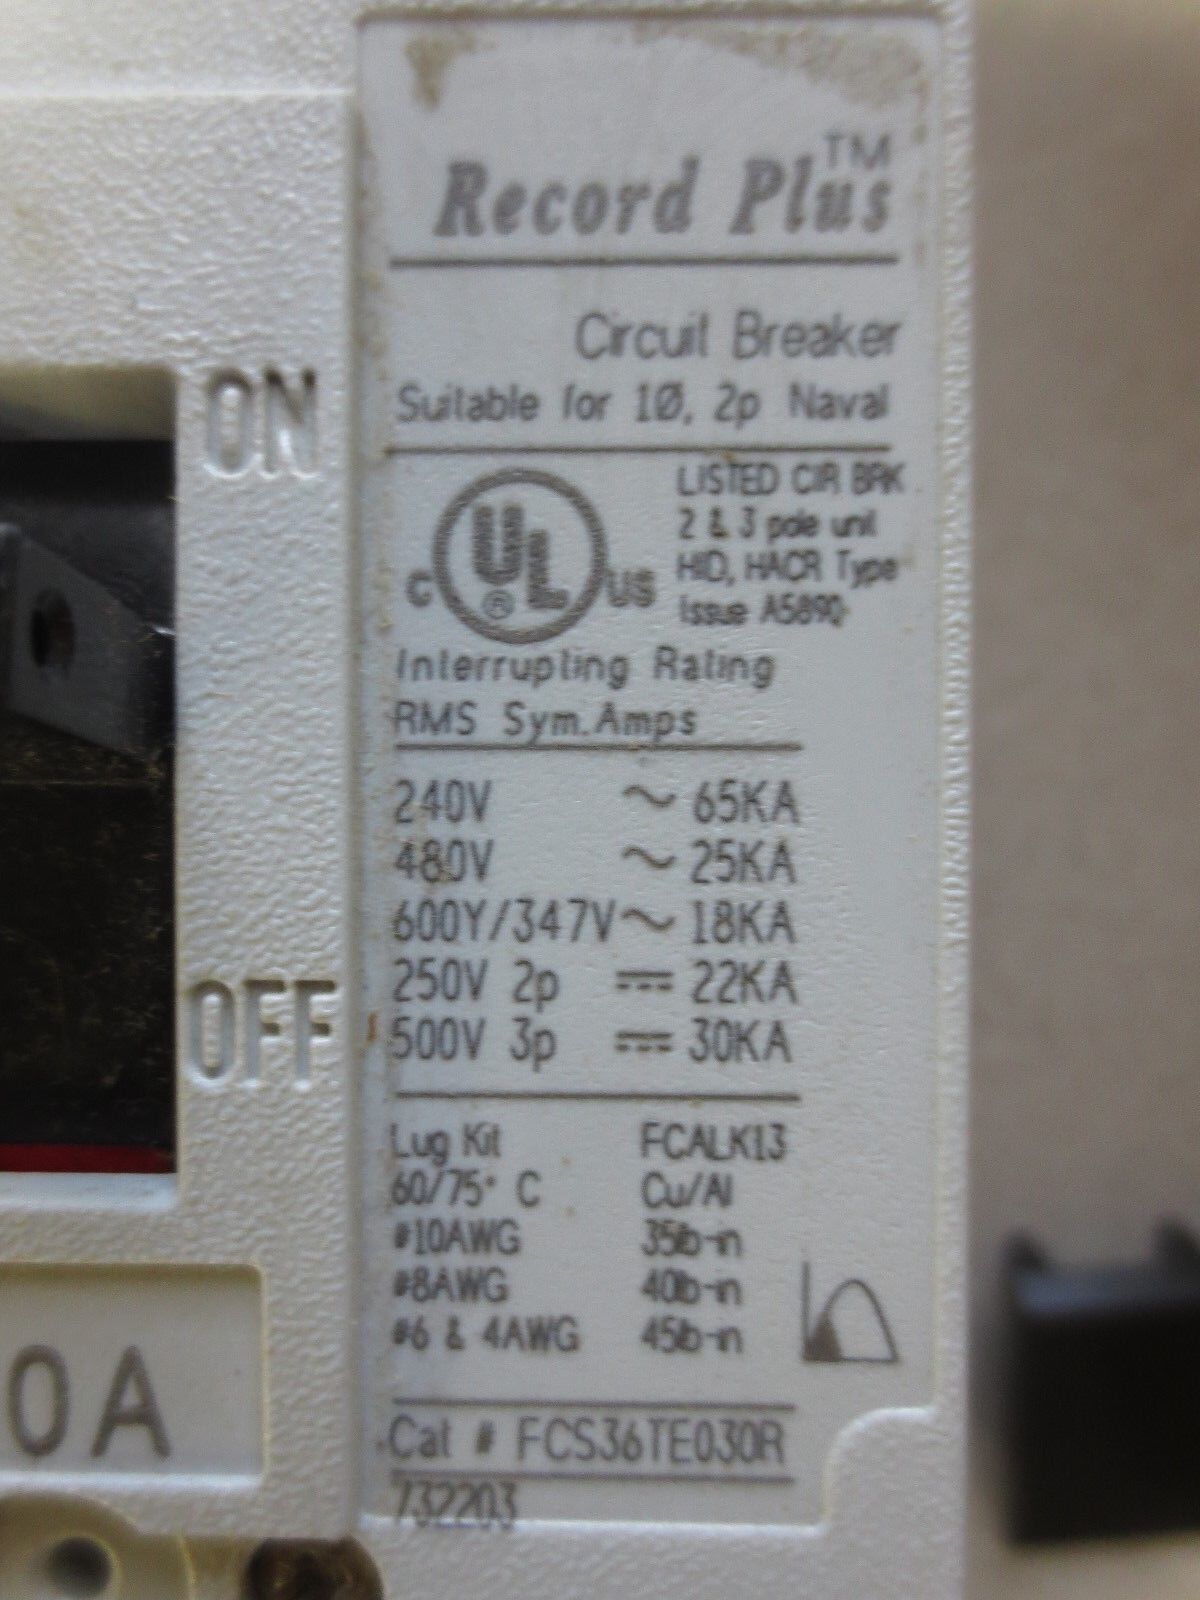 Record Plus™
Circuit Breaker
Suitable for 1Ø, 2p Naval
C UL® US
LISTED CIR. BRK
2 & 3 pole unit
HID, HACR Type
Issue A5890
Interrupting Rating
RMS Sym. Amps
240V ~ 65KA
480V ~ 25KA
600Y/347V ~ 18KA
250V 2p ⎓ 22KA
500V 3p ⎓ 30KA
Lug Kit FCALK13
60/75° C Cu/Al
#10AWG 35lb-in
#8AWG 40lb-in
#6 & 4AWG 45lb-in
Cat # FCS36TE030R
732203
ON
OFF
0A